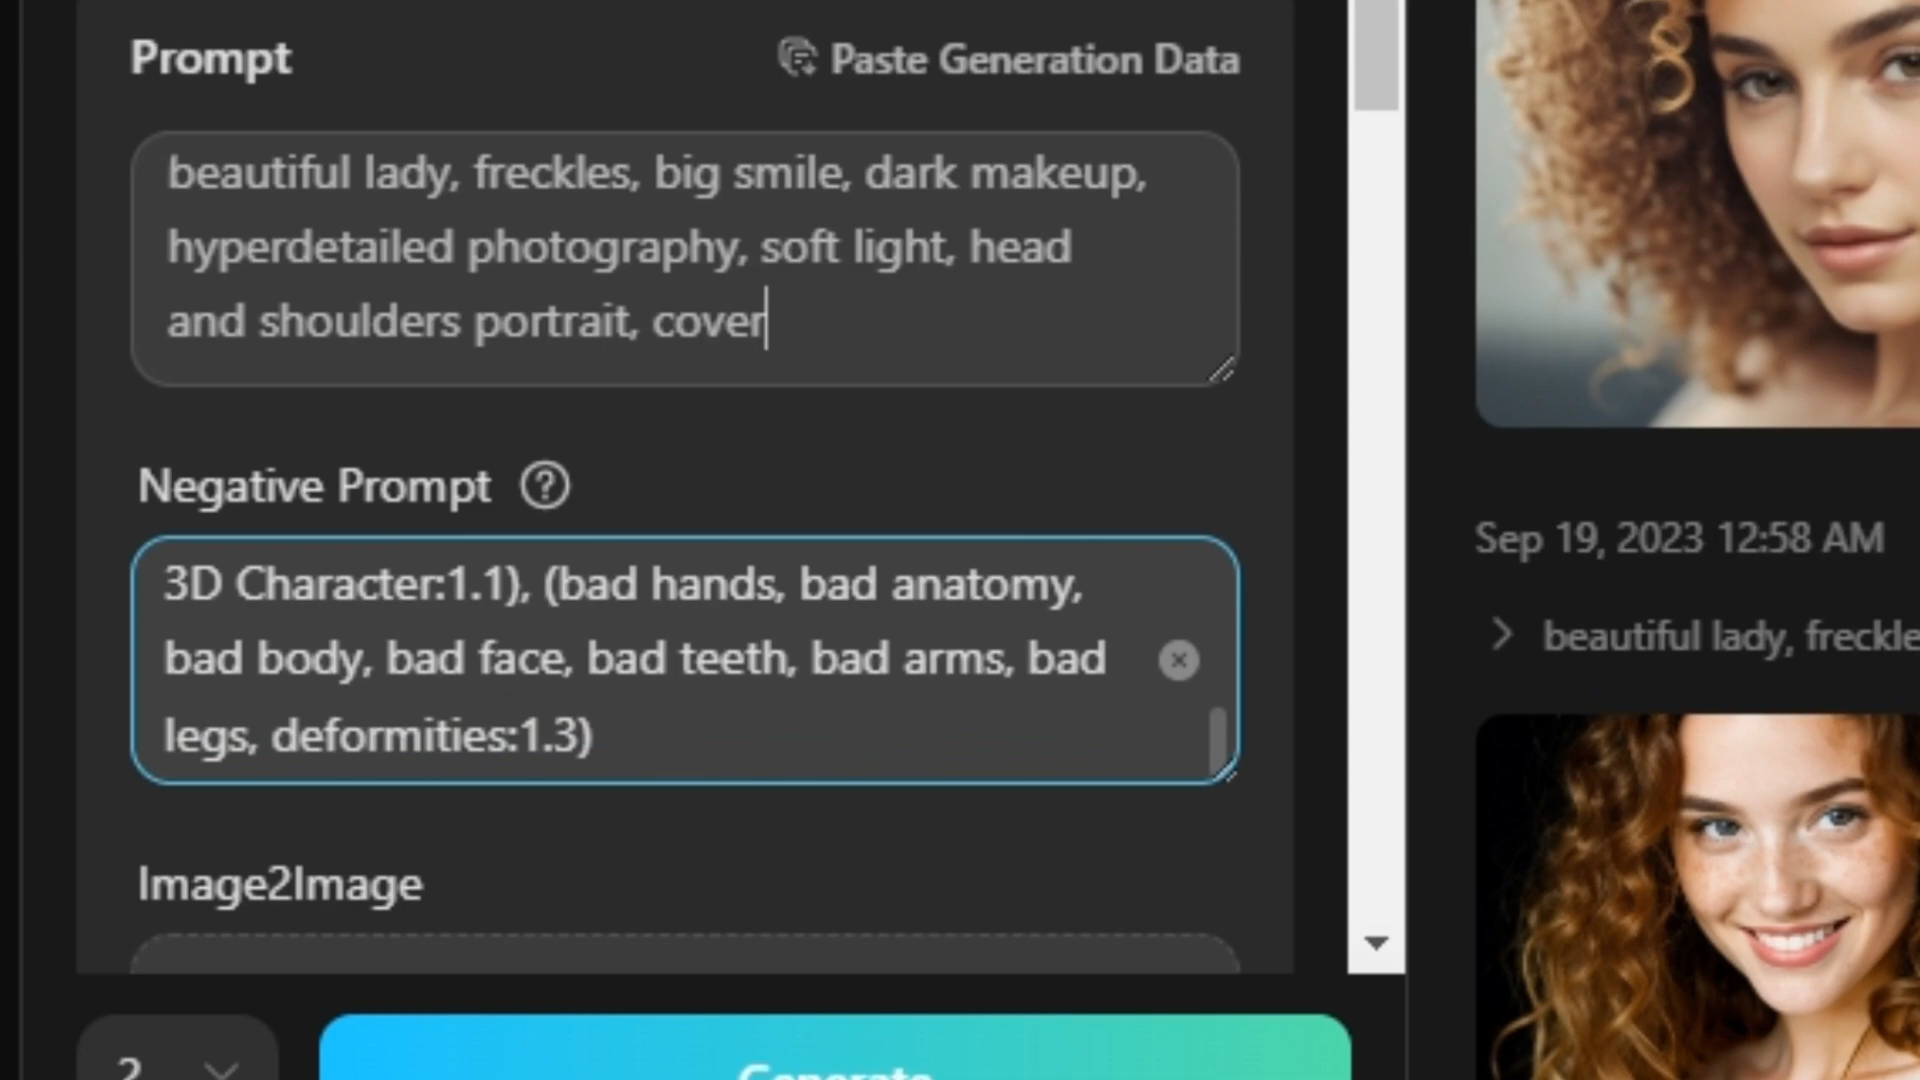 Prompt
Paste Generation Data
beautiful lady, freckles, big smile, dark makeup,
hyperdetailed photography, soft light, head
and shoulders portrait, cover
Negative Prompt
3D Character:1.1), (bad hands, bad anatomy,
bad body, bad face, bad teeth, bad arms, bad
legs, deformities:1.3)
Image2Image
2
Generate
Sep 19, 2023 12:58 AM
beautiful lady, freckle